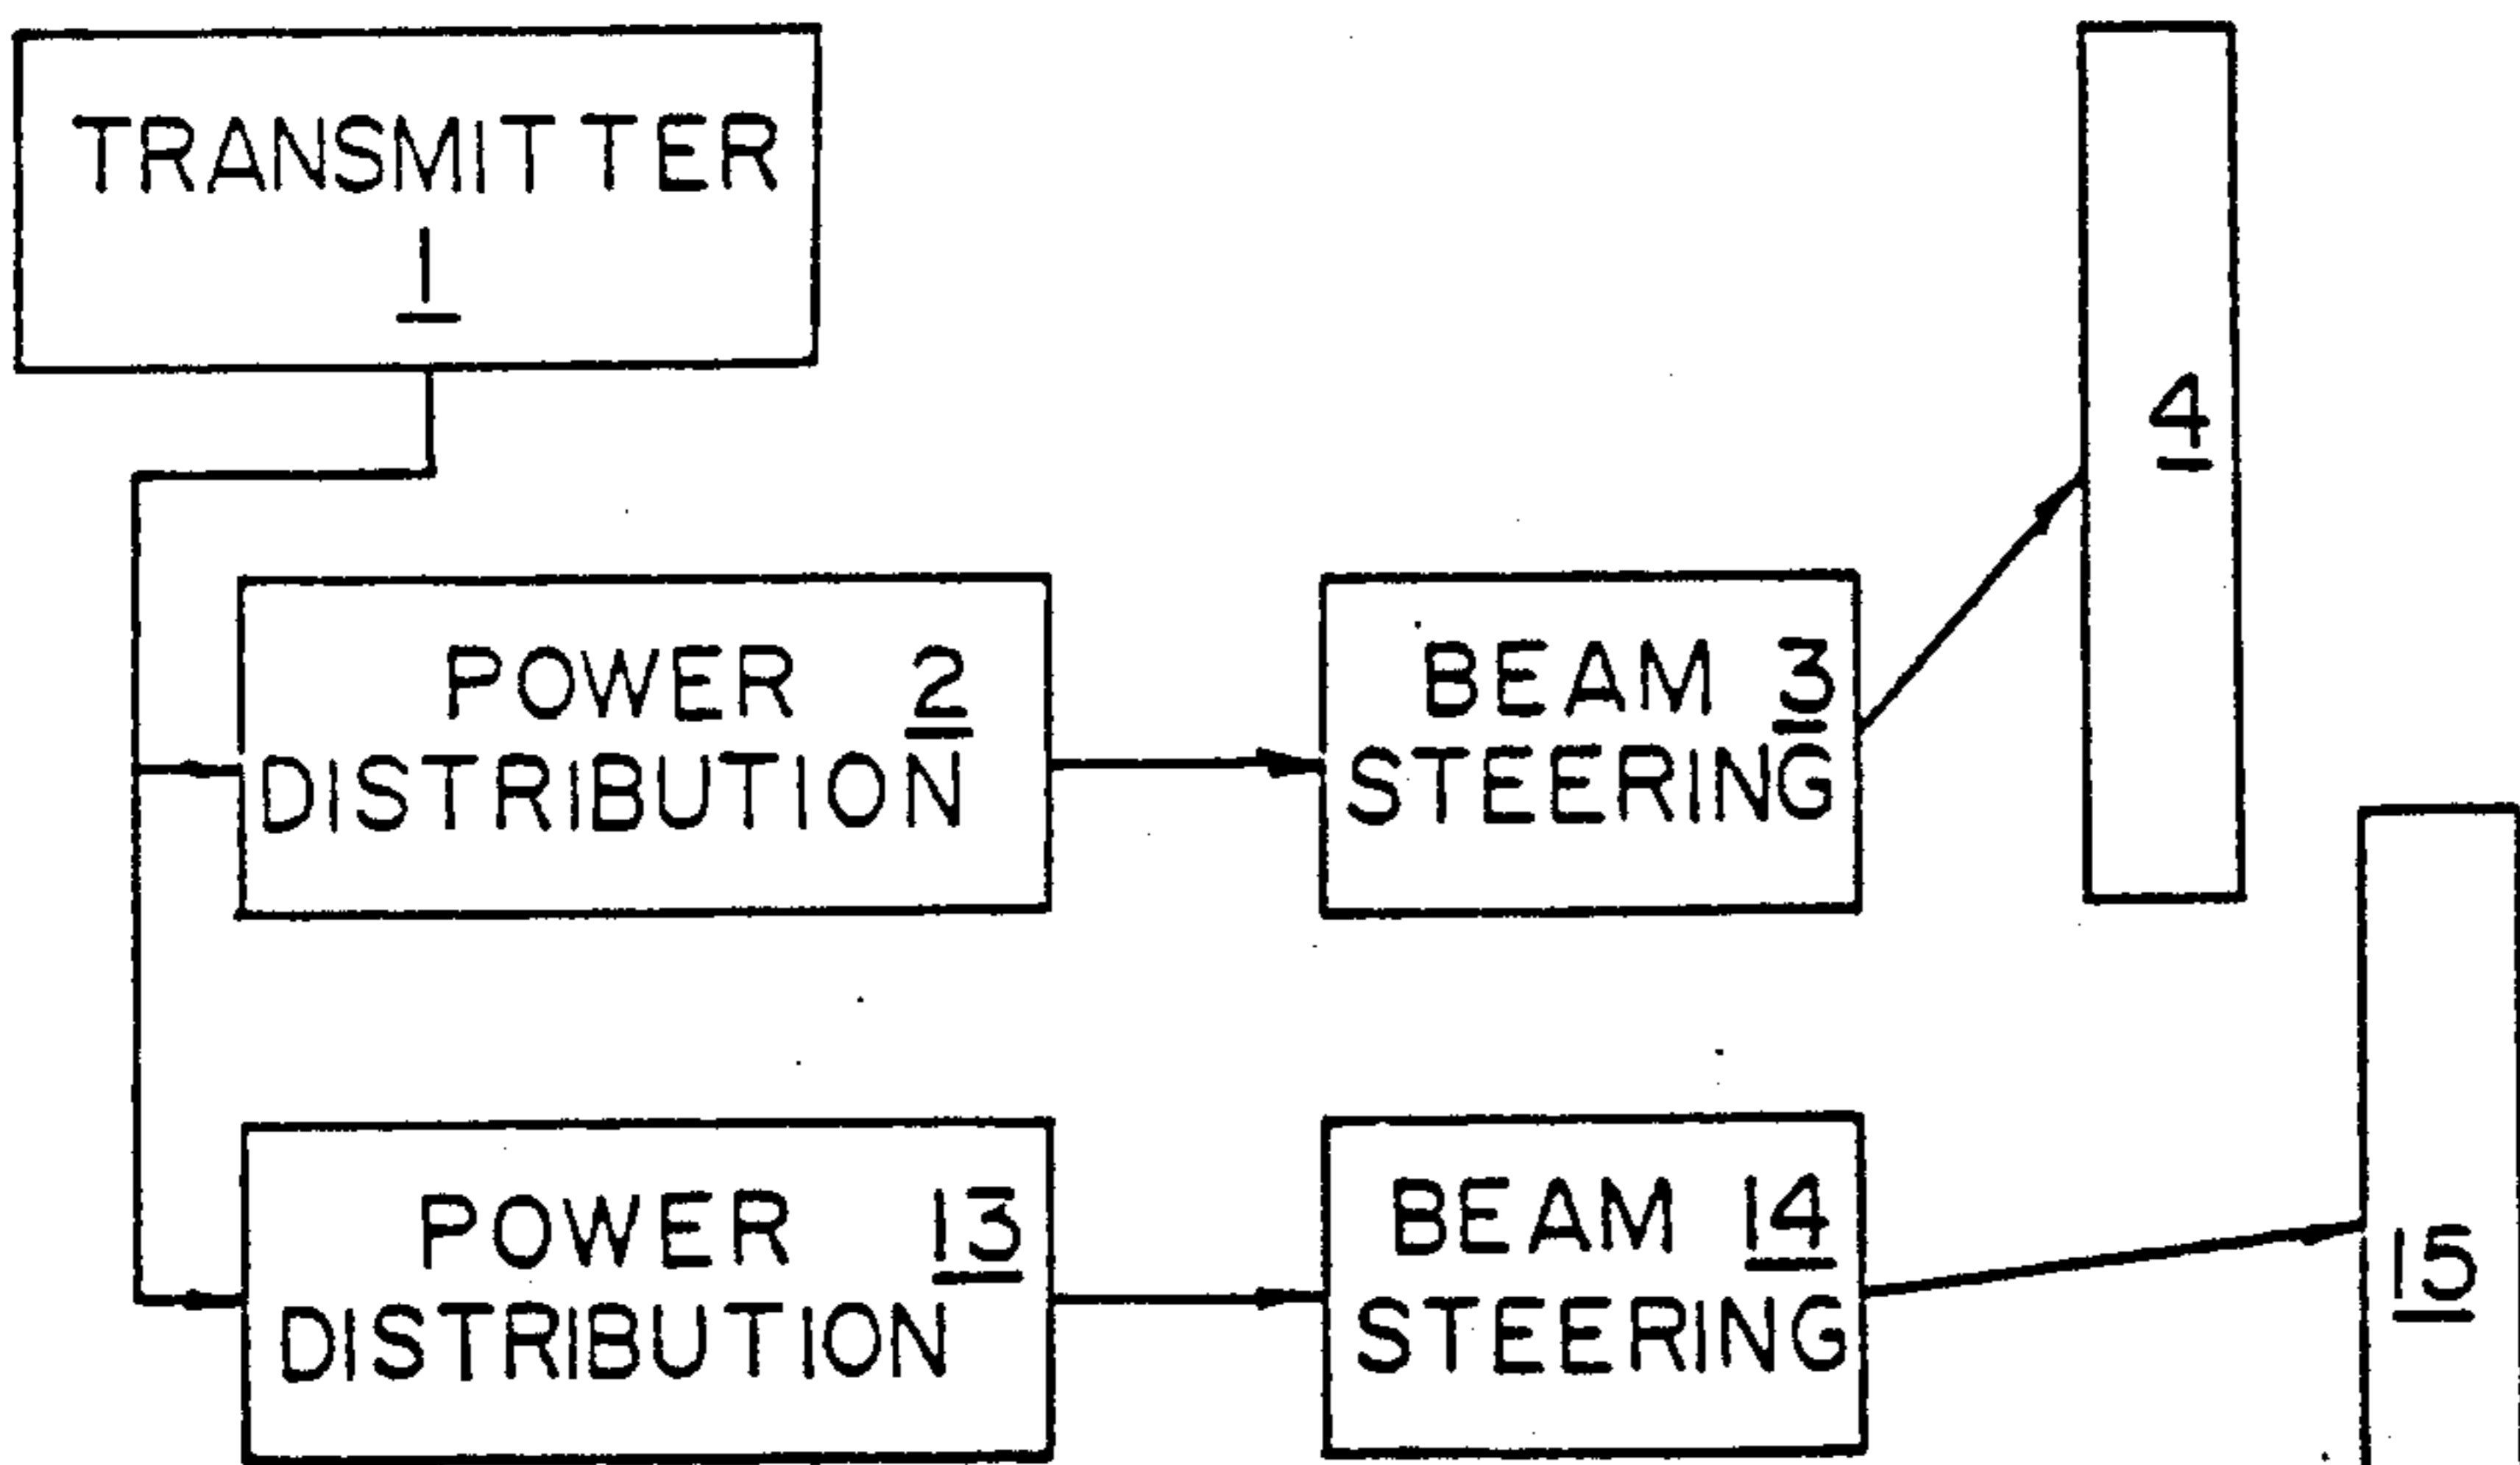 TRANSMITTER
1
4
POWER 2
DISTRIBUTION
BEAM 3
STEERING
POWER 13
DISTRIBUTION
BEAM 14
STEERING
15